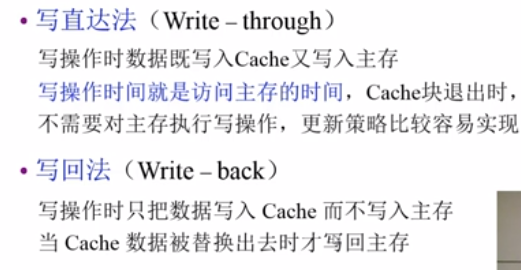 • 写直达法（Write – through）
写操作时数据既写入Cache又写入主存
写操作时间就是访问主存的时间，Cache块退出时，
不需要对主存执行写操作，更新策略比较容易实现
• 写回法（Write – back）
写操作时只把数据写入 Cache 而不写入主存
当 Cache 数据被替换出去时才写回主存